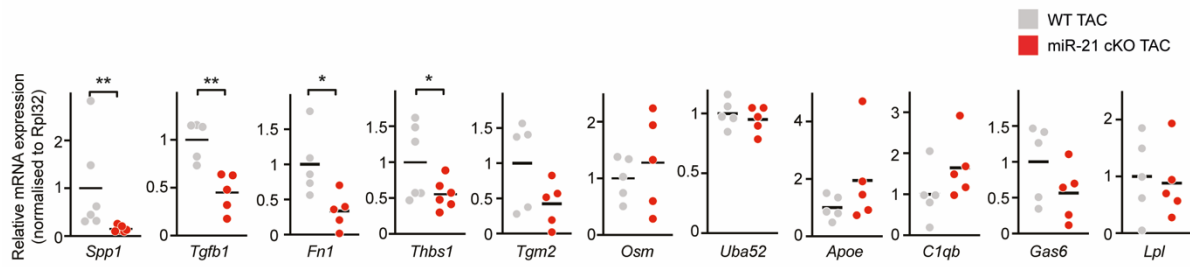 WT TAC
miR-21 cKO TAC
Relative mRNA expression
(normalised to Rpl32)
** ** * *
2
1
0
Spp1
1
0.5
0
Tgfb1
1.5
1
0.5
0
Fn1
1.5
1
0.5
0
Thbs1
1.5
1
0.5
0
Tgm2
2
1
0
Osm
1
0.5
0
Uba52
4
2
0
Apoe
3
2
1
0
C1qb
1.5
1
0.5
0
Gas6
2
1
0
Lpl